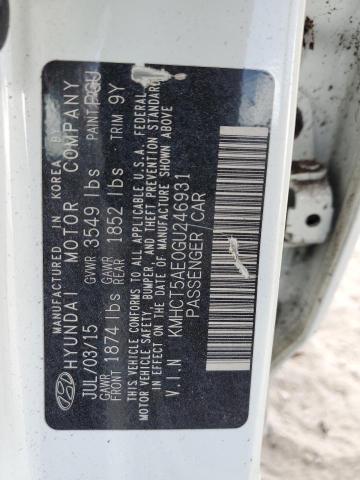 MANUFACTURED IN KOREA BY
HYUNDAI MOTOR COMPANY
JUL/03/15 GVWR 3549 lbs PAINT PGU
GAWR FRONT 1874 lbs GAWR REAR 1852 lbs TRIM 9Y
THIS VEHICLE CONFORMS TO ALL APPLICABLE U.S.A. FEDERAL
MOTOR VEHICLE SAFETY, BUMPER, AND THEFT PREVENTION STANDARDS
IN EFFECT ON THE DATE OF MANUFACTURE SHOWN ABOVE
V.I.N KMHCT5AE0GU246931
PASSENGER CAR